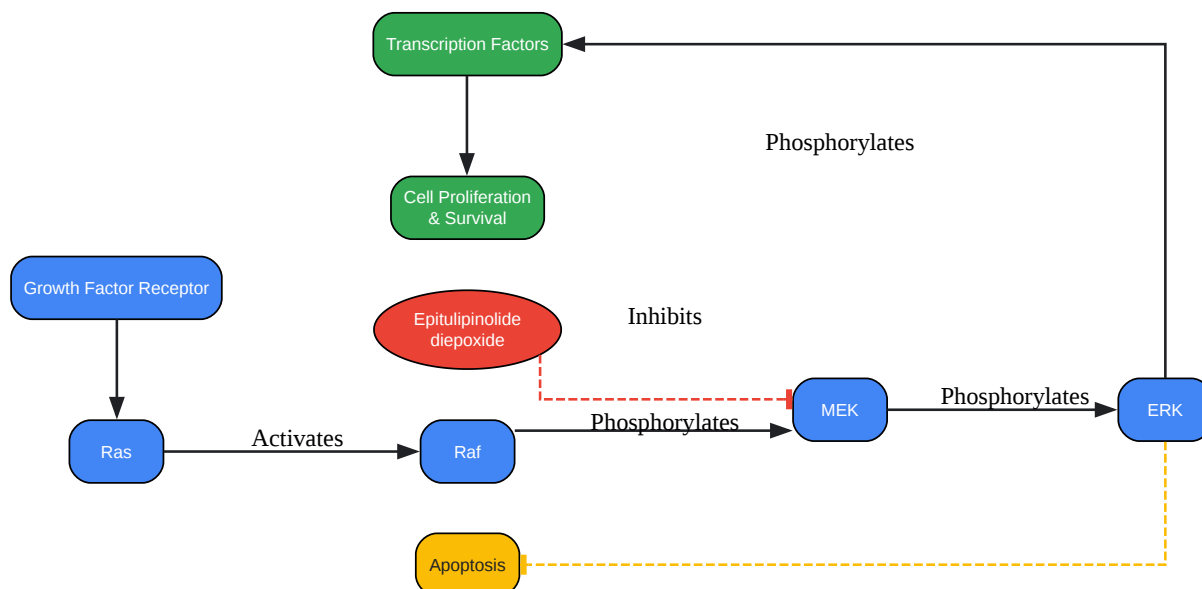 Transcription Factors
Phosphorylates
Cell Proliferation
& Survival
Growth Factor Receptor
Epitulipinolide
diepoxide
Inhibits
MEK
Phosphorylates
ERK
Phosphorylates
Activates
Ras
Raf
Apoptosis